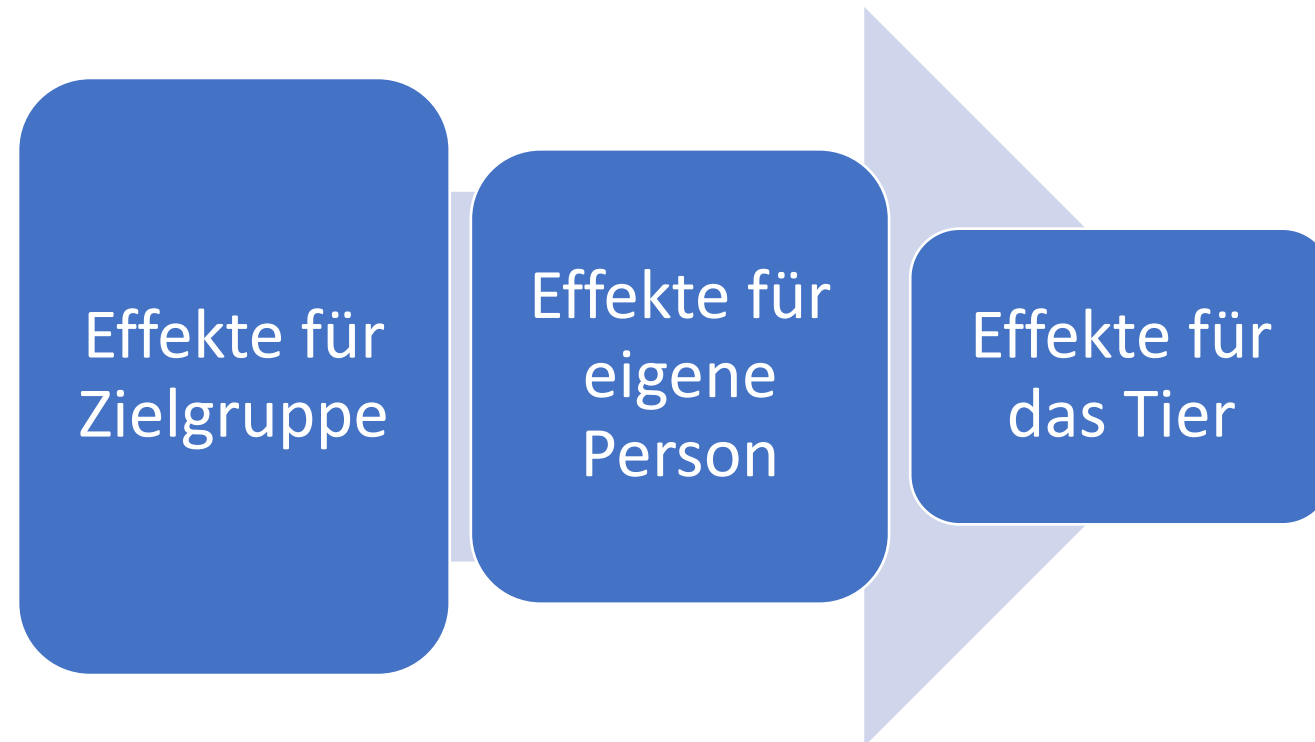 Effekte für
Zielgruppe
Effekte für
eigene
Person
Effekte für
das Tier